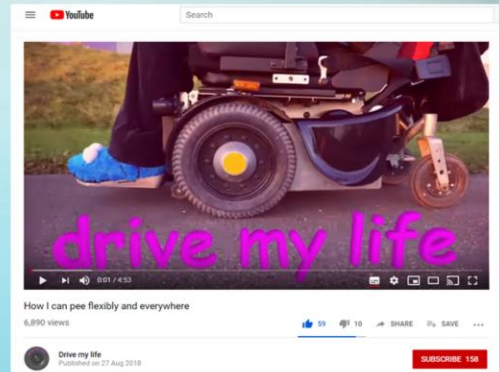 YouTube
Search
drive my life
0:01 / 4:53
How I can pee flexibly and everywhere
6,890 views
59 10 SHARE SAVE
Drive my life
Published on 27 Aug 2018
SUBSCRIBE 158